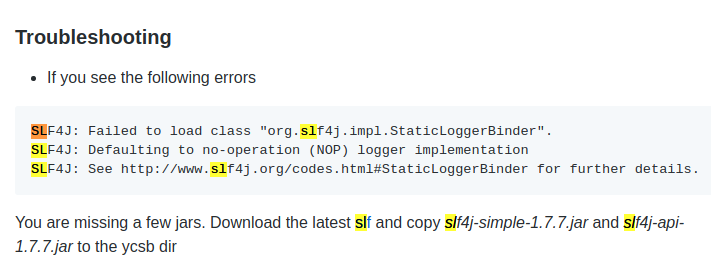 Troubleshooting
• If you see the following errors
SLF4J: Failed to load class "org.slf4j.impl.StaticLoggerBinder".
SLF4J: Defaulting to no-operation (NOP) logger implementation
SLF4J: See http://www.slf4j.org/codes.html#StaticLoggerBinder for further details.
You are missing a few jars. Download the latest slf and copy slf4j-simple-1.7.7.jar and slf4j-api-
1.7.7.jar to the ycsb dir